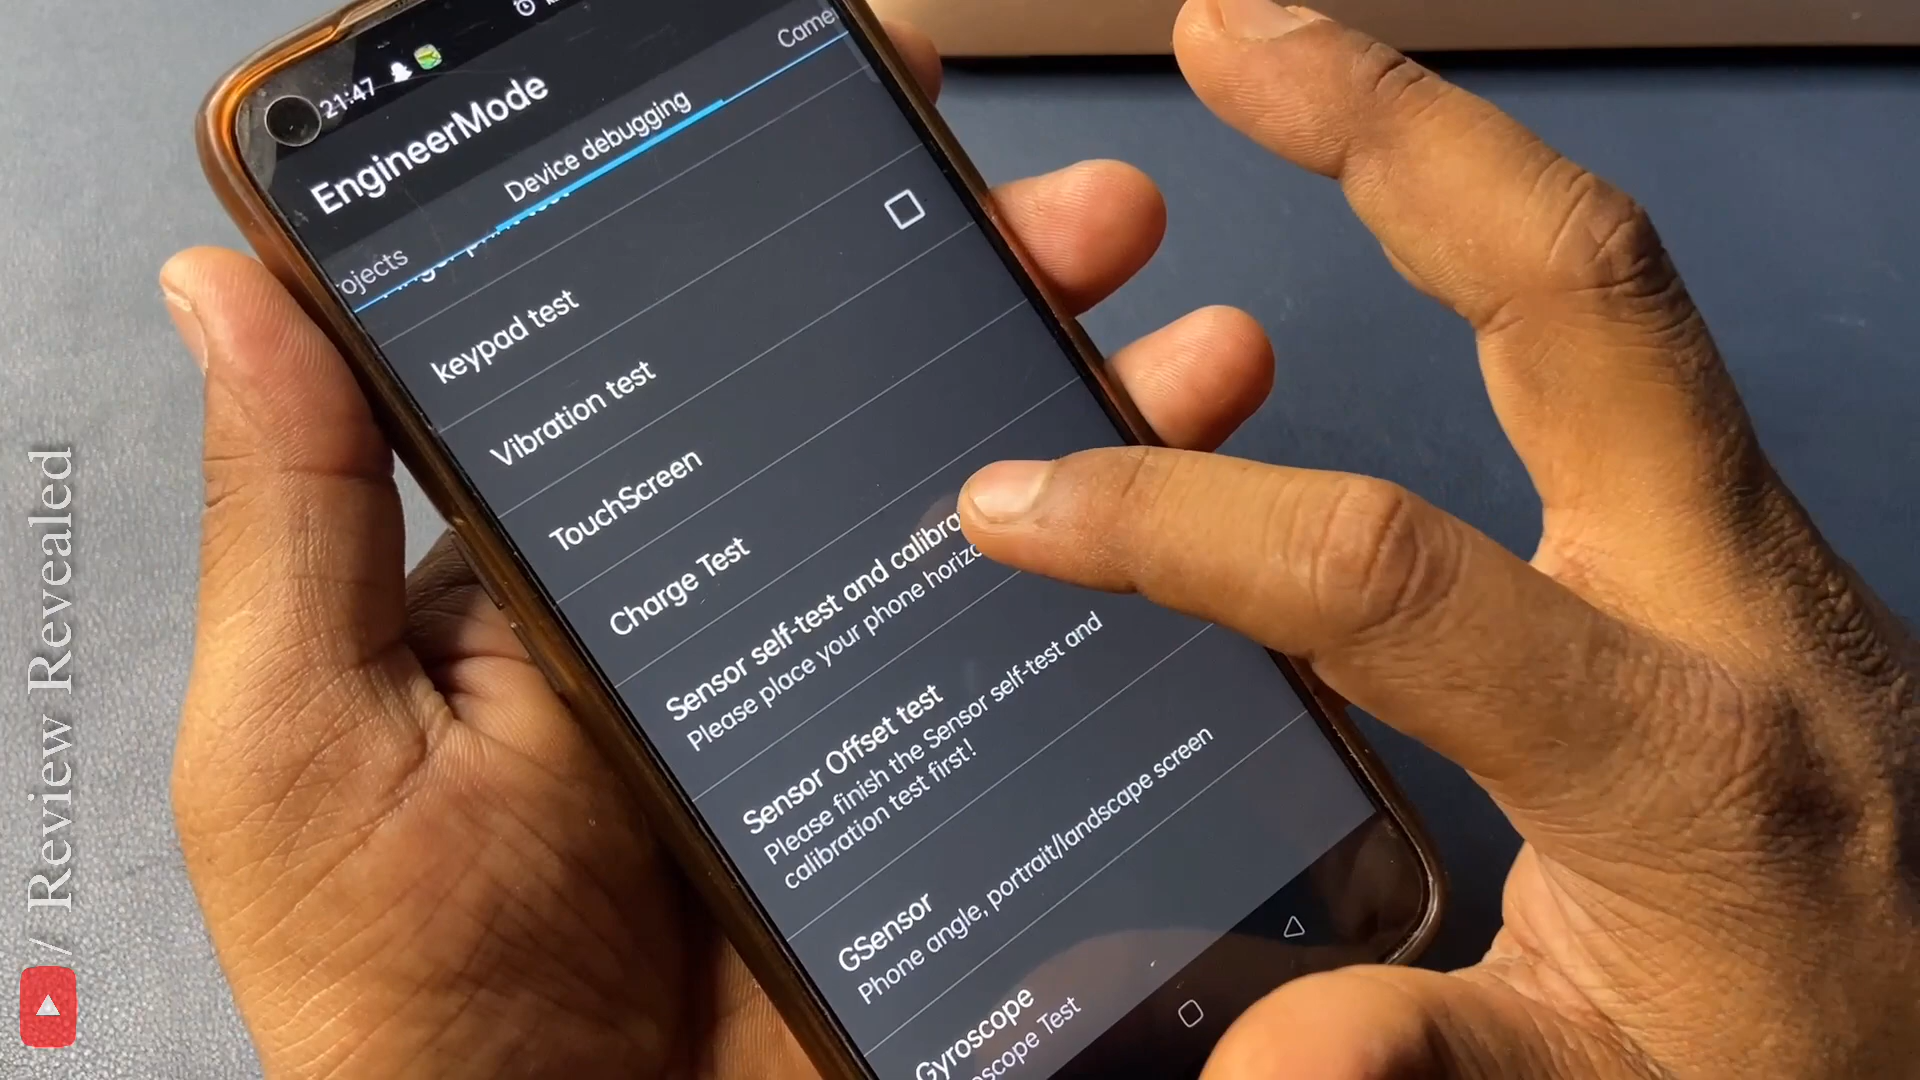 21:47
EngineerMode
ojects
Device debugging
Came
keypad test
Vibration test
TouchScreen
Charge Test
Sensor self-test and calibra
Please place your phone horizo
Sensor Offset test
Please finish the Sensor self-test and
calibration test first!
GSensor
Phone angle, portrait/landscape screen
Gyroscope
scope Test
/ Review Revealed